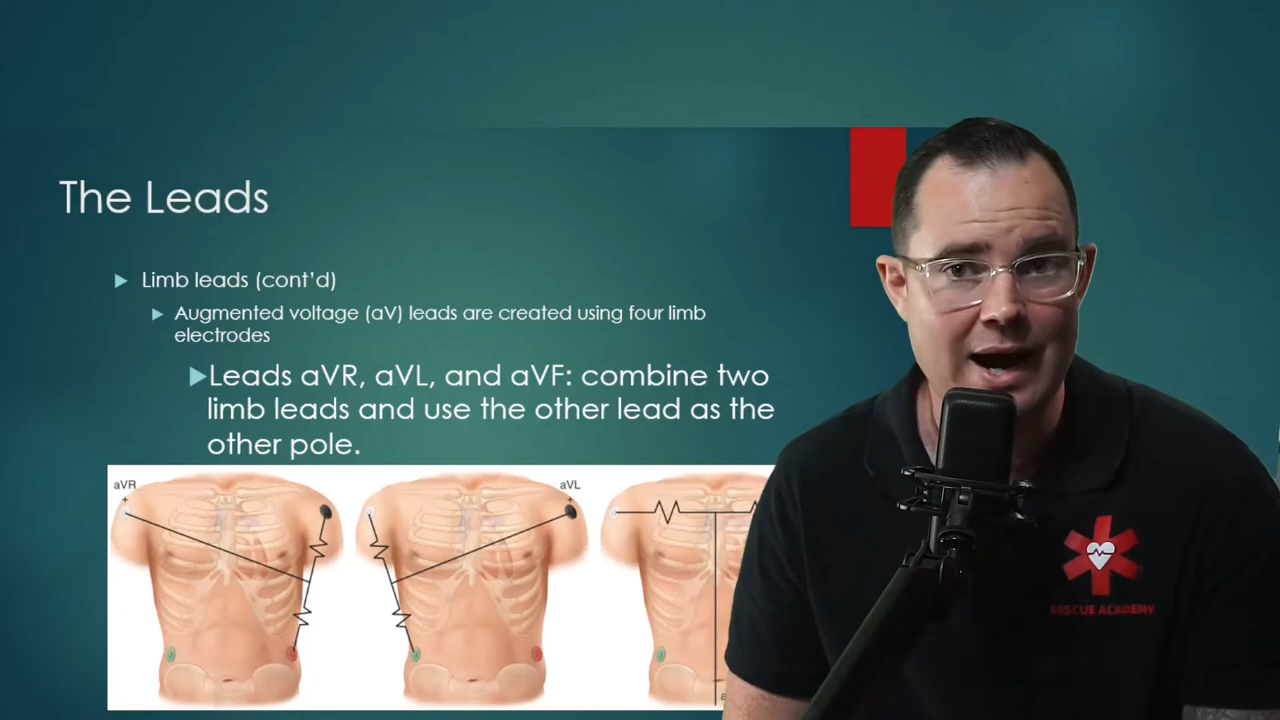 The Leads
Limb leads (cont'd)
Augmented voltage (aV) leads are created using four limb
electrodes
Leads aVR, aVL, and aVF: combine two
limb leads and use the other lead as the
other pole.
aVR
+
aVL
+
RESCUE ACADEMY